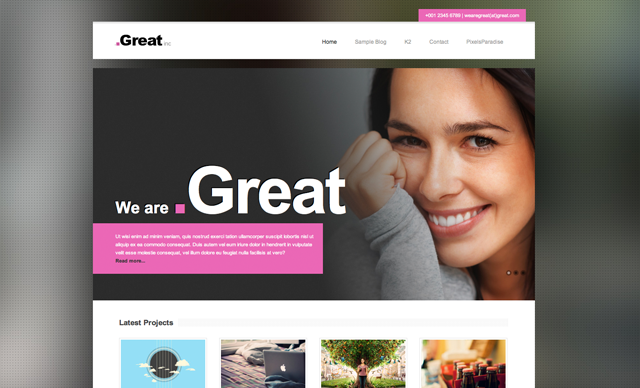 +001 2345 6789 | wearegreat(at)great.com
.Great inc
Home Sample Blog K2 Contact PixelsParadise
We are .Great
Ut wisi enim ad minim veniam, quis nostrud exerci tation ullamcorper suscipit lobortis nisl ut
aliquip ex ea commodo consequat. Duis autem vel eum iriure dolor in hendrerit in vulputate
velit esse molestie consequat, vel illum dolore eu feugiat nulla facilisis at vero?
Read more...
Latest Projects